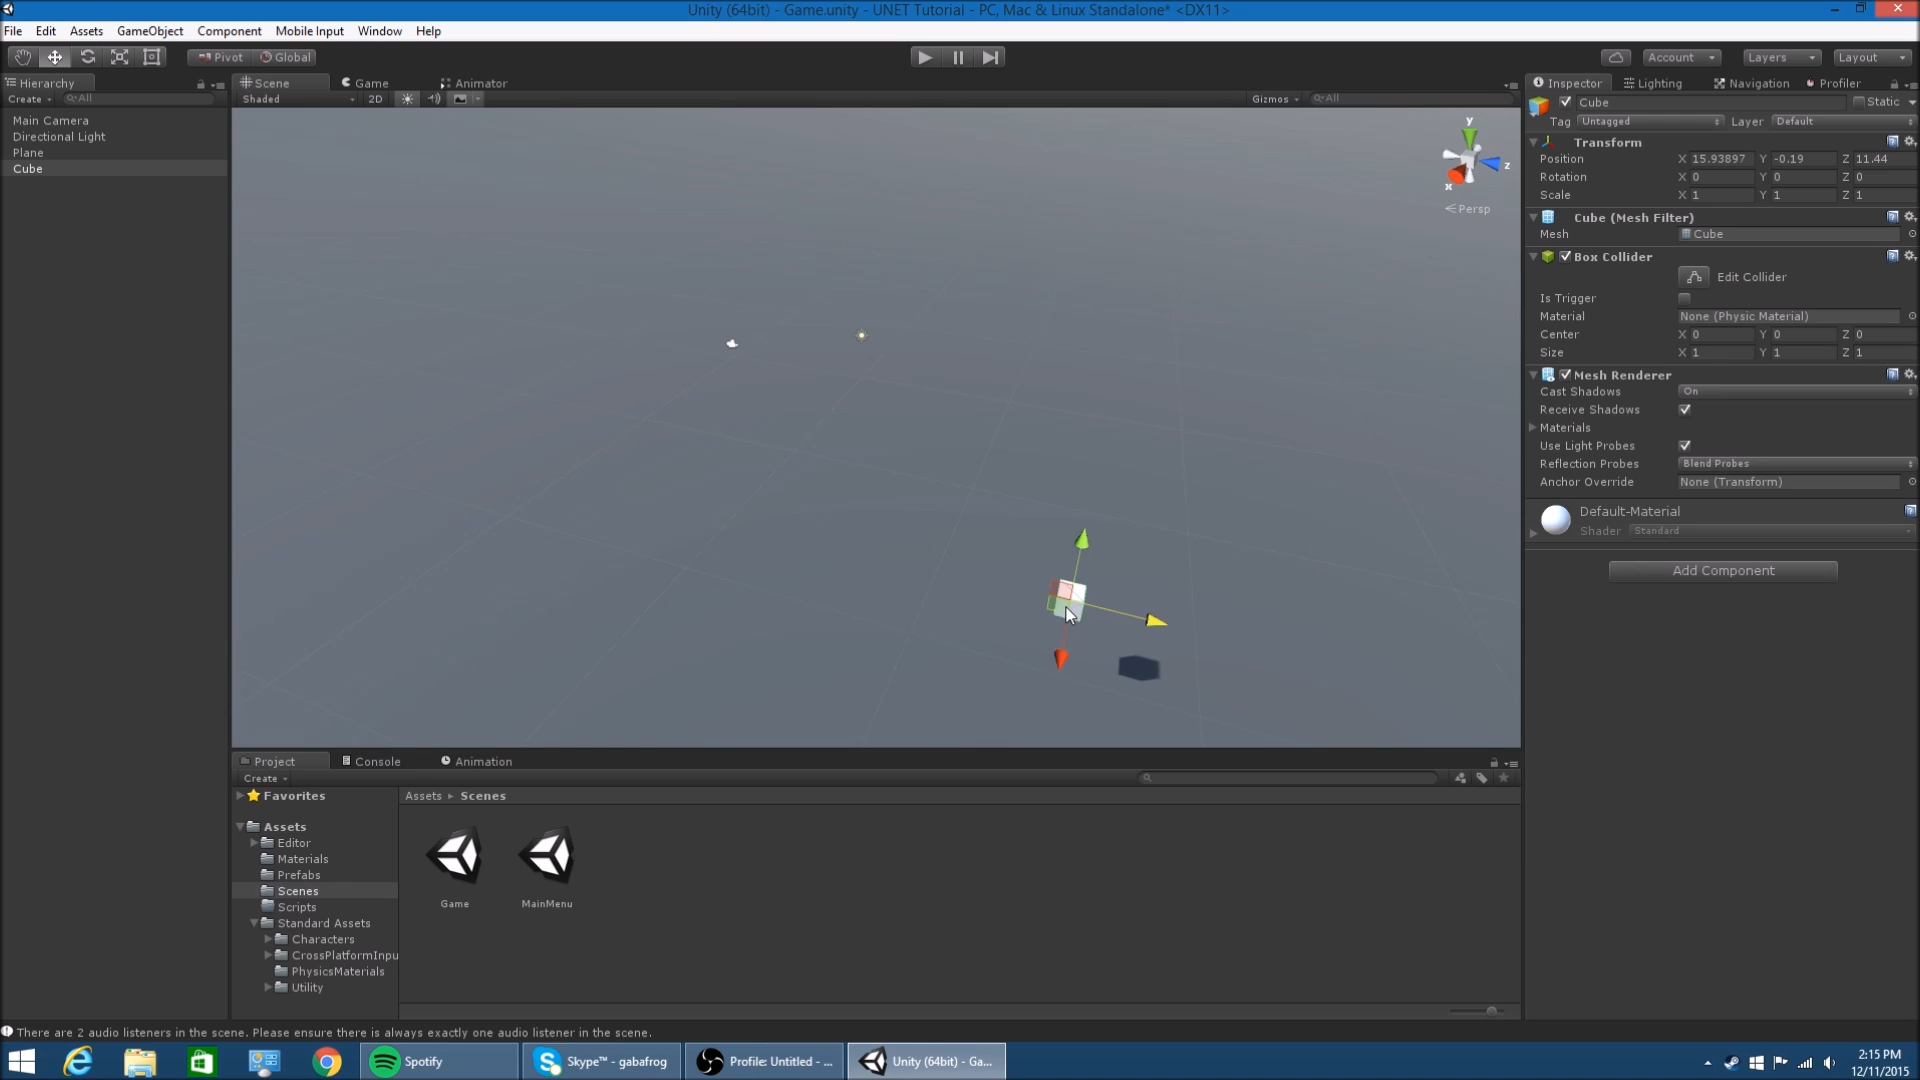 Unity (64bit) - Game.unity - UNET Tutorial - PC, Mac & Linux Standalone* <DX11>
File Edit Assets GameObject Component Mobile Input Window Help
Pivot Global Account Layers Layout
Hierarchy
Create All
Main Camera
Directional Light
Plane
Cube
Scene Game Animator
Shaded 2D Gizmos All
y
z
x
Persp
Inspector Lighting Navigation Profiler
Cube Static
Tag Untagged Layer Default
Transform
Position X 15.93897 Y -0.19 Z 11.44
Rotation X 0 Y 0 Z 0
Scale X 1 Y 1 Z 1
Cube (Mesh Filter)
Mesh Cube
Box Collider
Edit Collider
Is Trigger
Material None (Physic Material)
Center X 0 Y 0 Z 0
Size X 1 Y 1 Z 1
Mesh Renderer
Cast Shadows On
Receive Shadows
Materials
Use Light Probes
Reflection Probes Blend Probes
Anchor Override None (Transform)
Default-Material
Shader Standard
Add Component
Project Console Animation
Create
Favorites
Assets
Editor
Materials
Prefabs
Scenes
Scripts
Standard Assets
Characters
CrossPlatformInpu
PhysicsMaterials
Utility
Assets Scenes
Game MainMenu
There are 2 audio listeners in the scene. Please ensure there is always exactly one audio listener in the scene.
Spotify
Skype™ - gabafrog
Profile: Untitled - ...
Unity (64bit) - Ga...
2:15 PM
12/11/2015